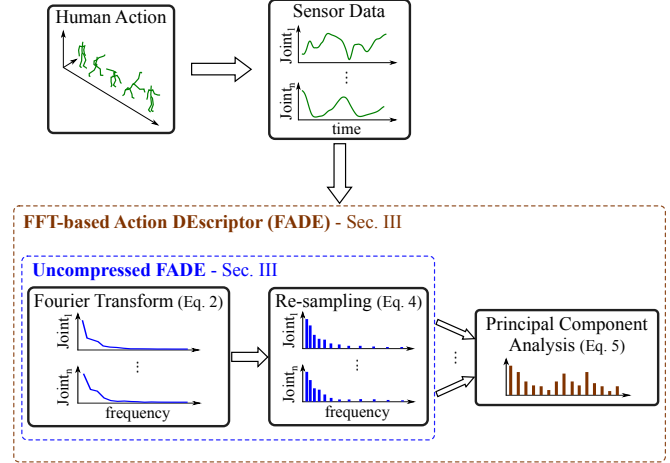 Human Action
Sensor Data
Joint1
...
Jointn
time
FFT-based Action DEscriptor (FADE) - Sec. III
Uncompressed FADE - Sec. III
Fourier Transform (Eq. 2)
Joint1
...
Jointn
frequency
Re-sampling (Eq. 4)
Joint1
...
Jointn
frequency
...
Principal Component
Analysis (Eq. 5)